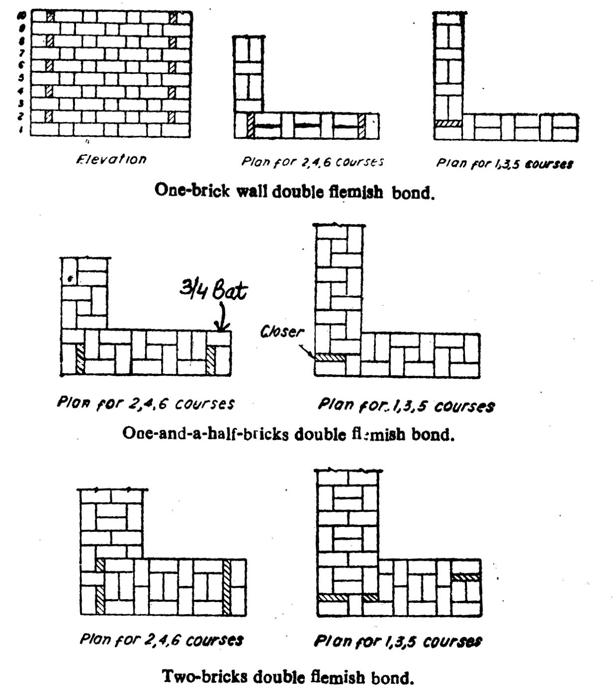 10
9
8
7
6
5
4
3
2
1
Elevation
Plan for 2,4,6 courses
Plan for 1,3,5 courses
One-brick wall double flemish bond.
3/4 Bat
Closer
Plan for 2,4,6 courses
Plan for 1,3,5 courses
One-and-a-half-bricks double flemish bond.
Plan for 2,4,6 courses
Plan for 1,3,5 courses
Two-bricks double flemish bond.